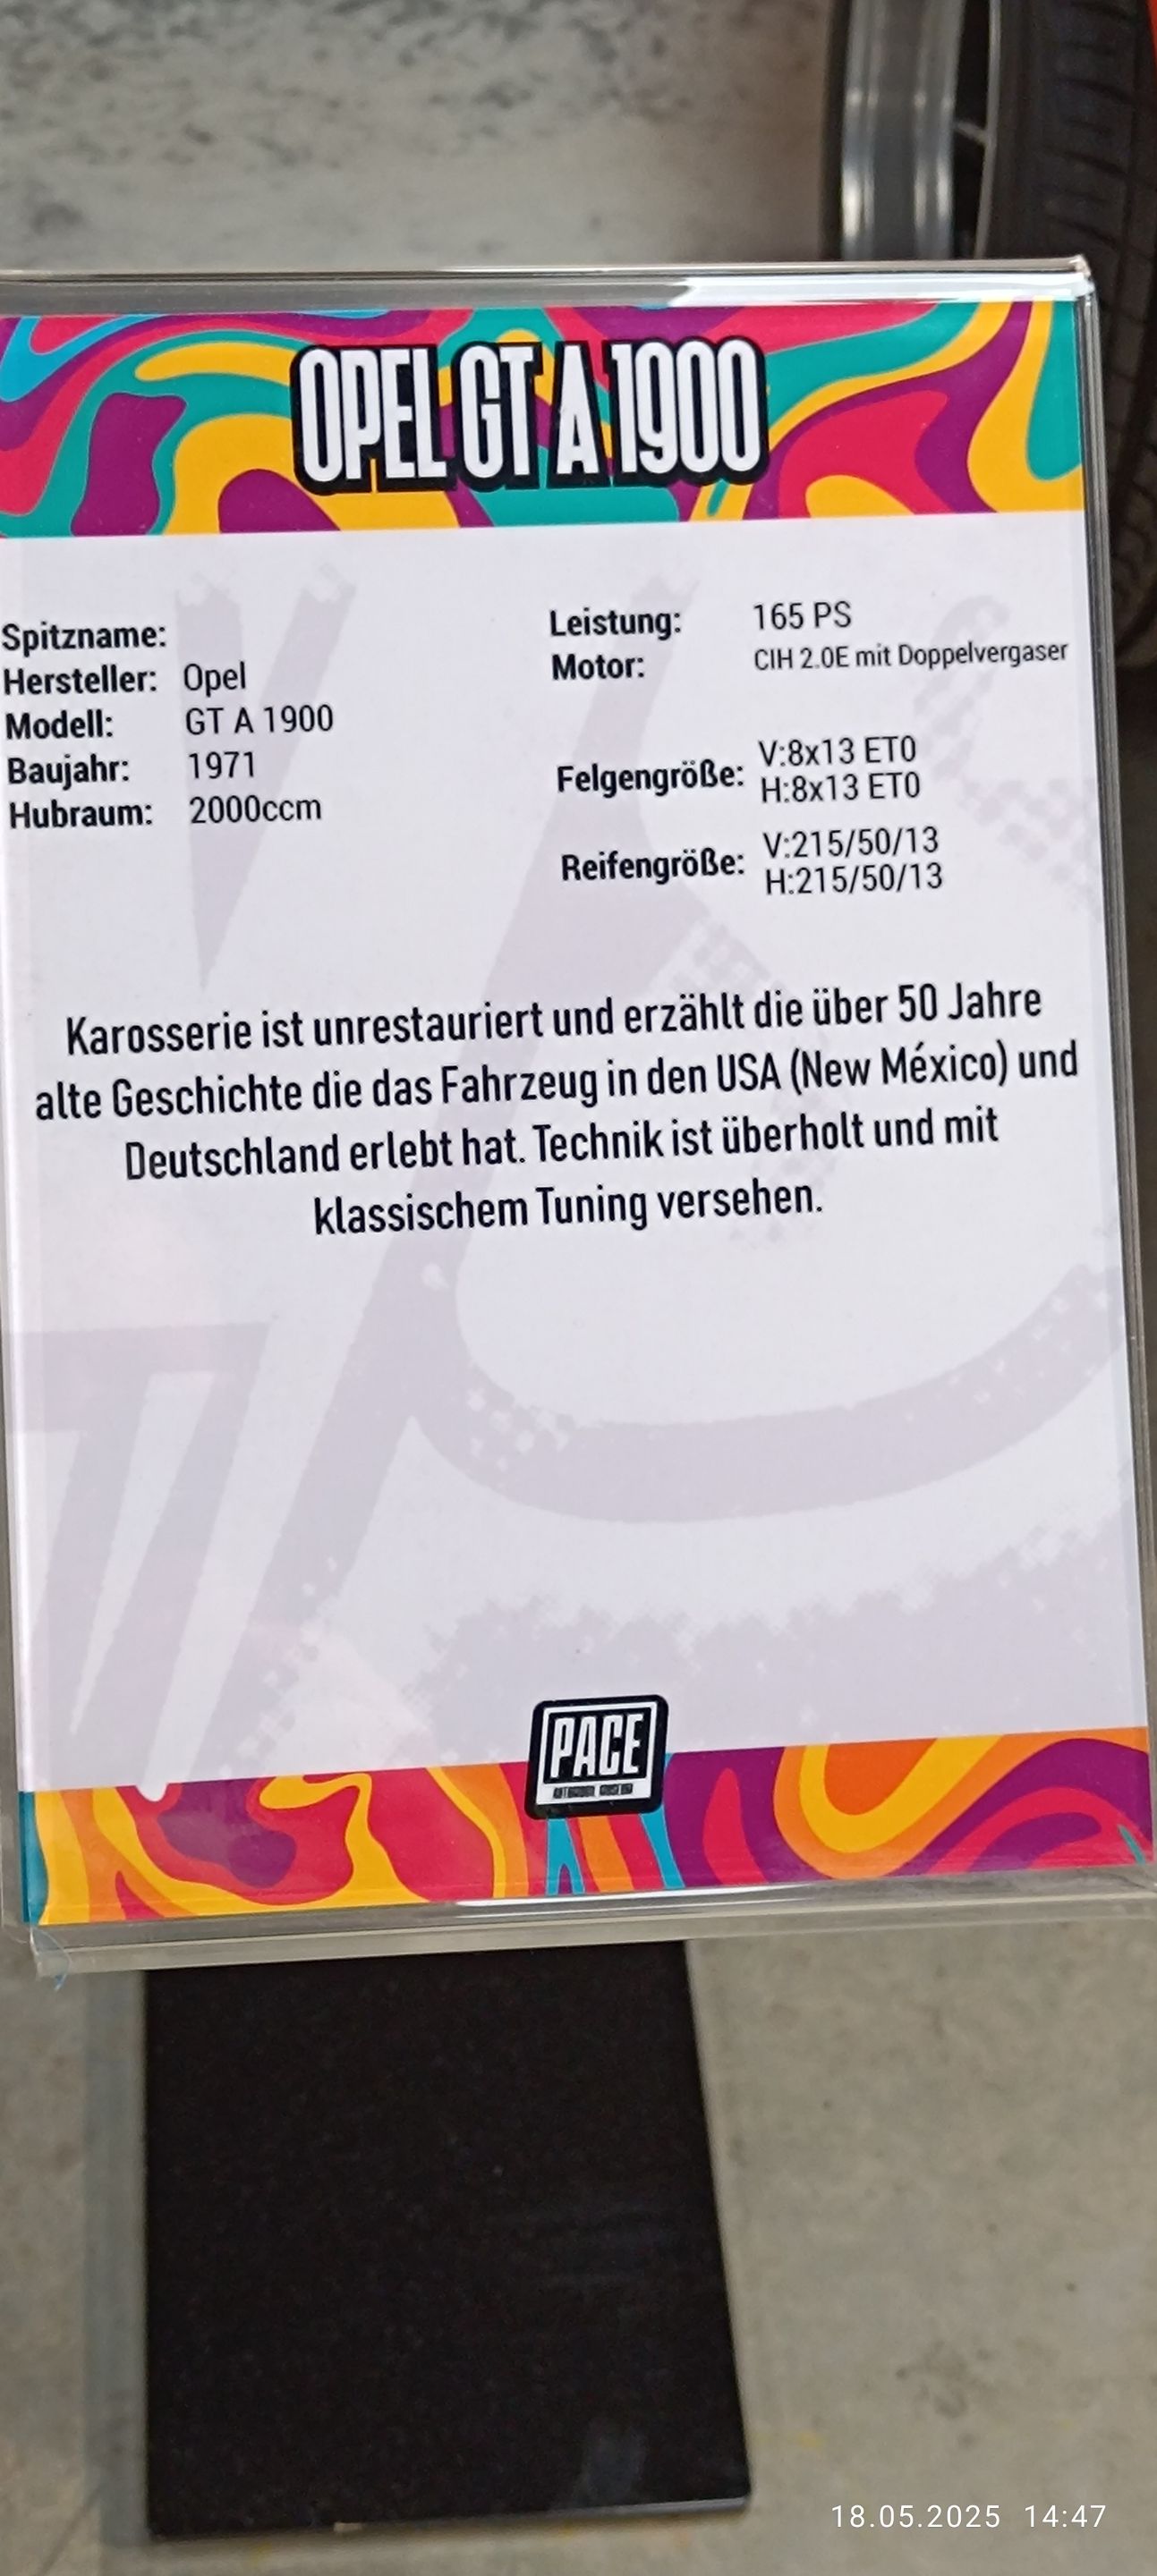 OPEL GT A 1900
Spitzname:
Hersteller: Opel
Modell: GT A 1900
Baujahr: 1971
Hubraum: 2000ccm
Leistung: 165 PS
Motor: CIH 2.0E mit Doppelvergaser
Felgengröße: V:8x13 ET0
H:8x13 ET0
Reifengröße: V:215/50/13
H:215/50/13
Karosserie ist unrestauriert und erzählt die über 50 Jahre
alte Geschichte die das Fahrzeug in den USA (New México) und
Deutschland erlebt hat. Technik ist überholt und mit
klassischem Tuning versehen.
PACE
18.05.2025 14:47